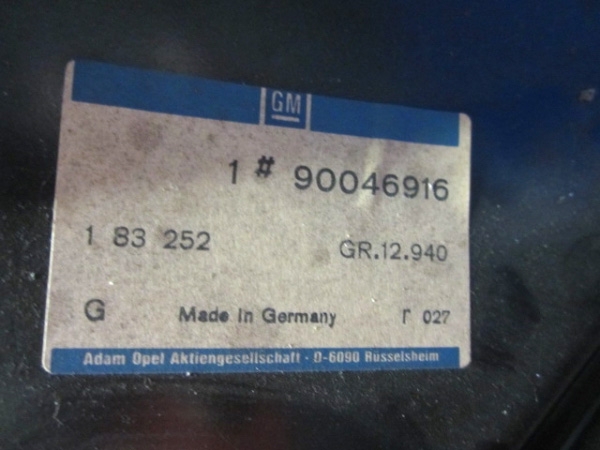 GM
1 # 90046916
1 83 252 GR.12.940
G Made in Germany r 027
Adam Opel Aktiengesellschaft · D-6090 Rüsselsheim